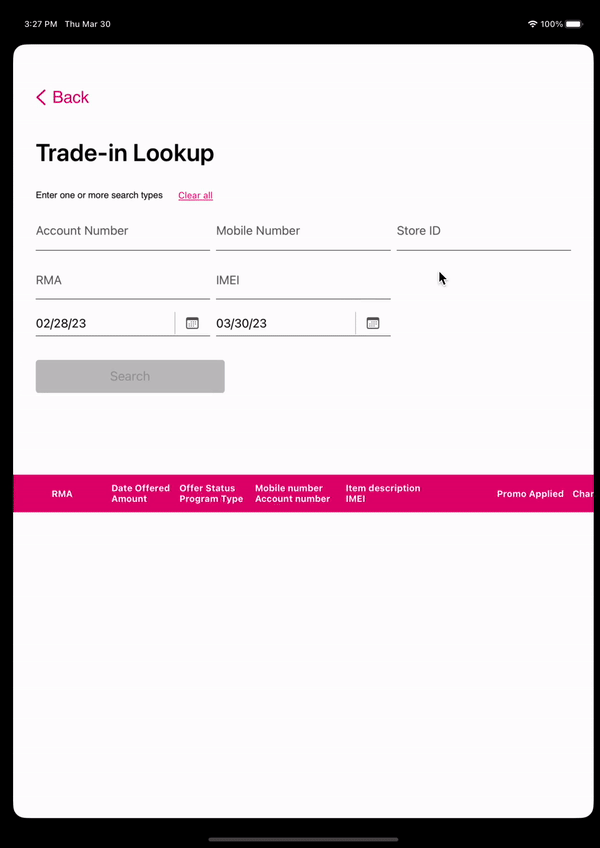 3:27 PM Thu Mar 30 100%
Back
Trade-in Lookup
Enter one or more search types Clear all
Account Number Mobile Number Store ID
RMA IMEI
02/28/23 03/30/23
Search
RMA Date Offered Offer Status Mobile number Item description Promo Applied Char
Amount Program Type Account number IMEI